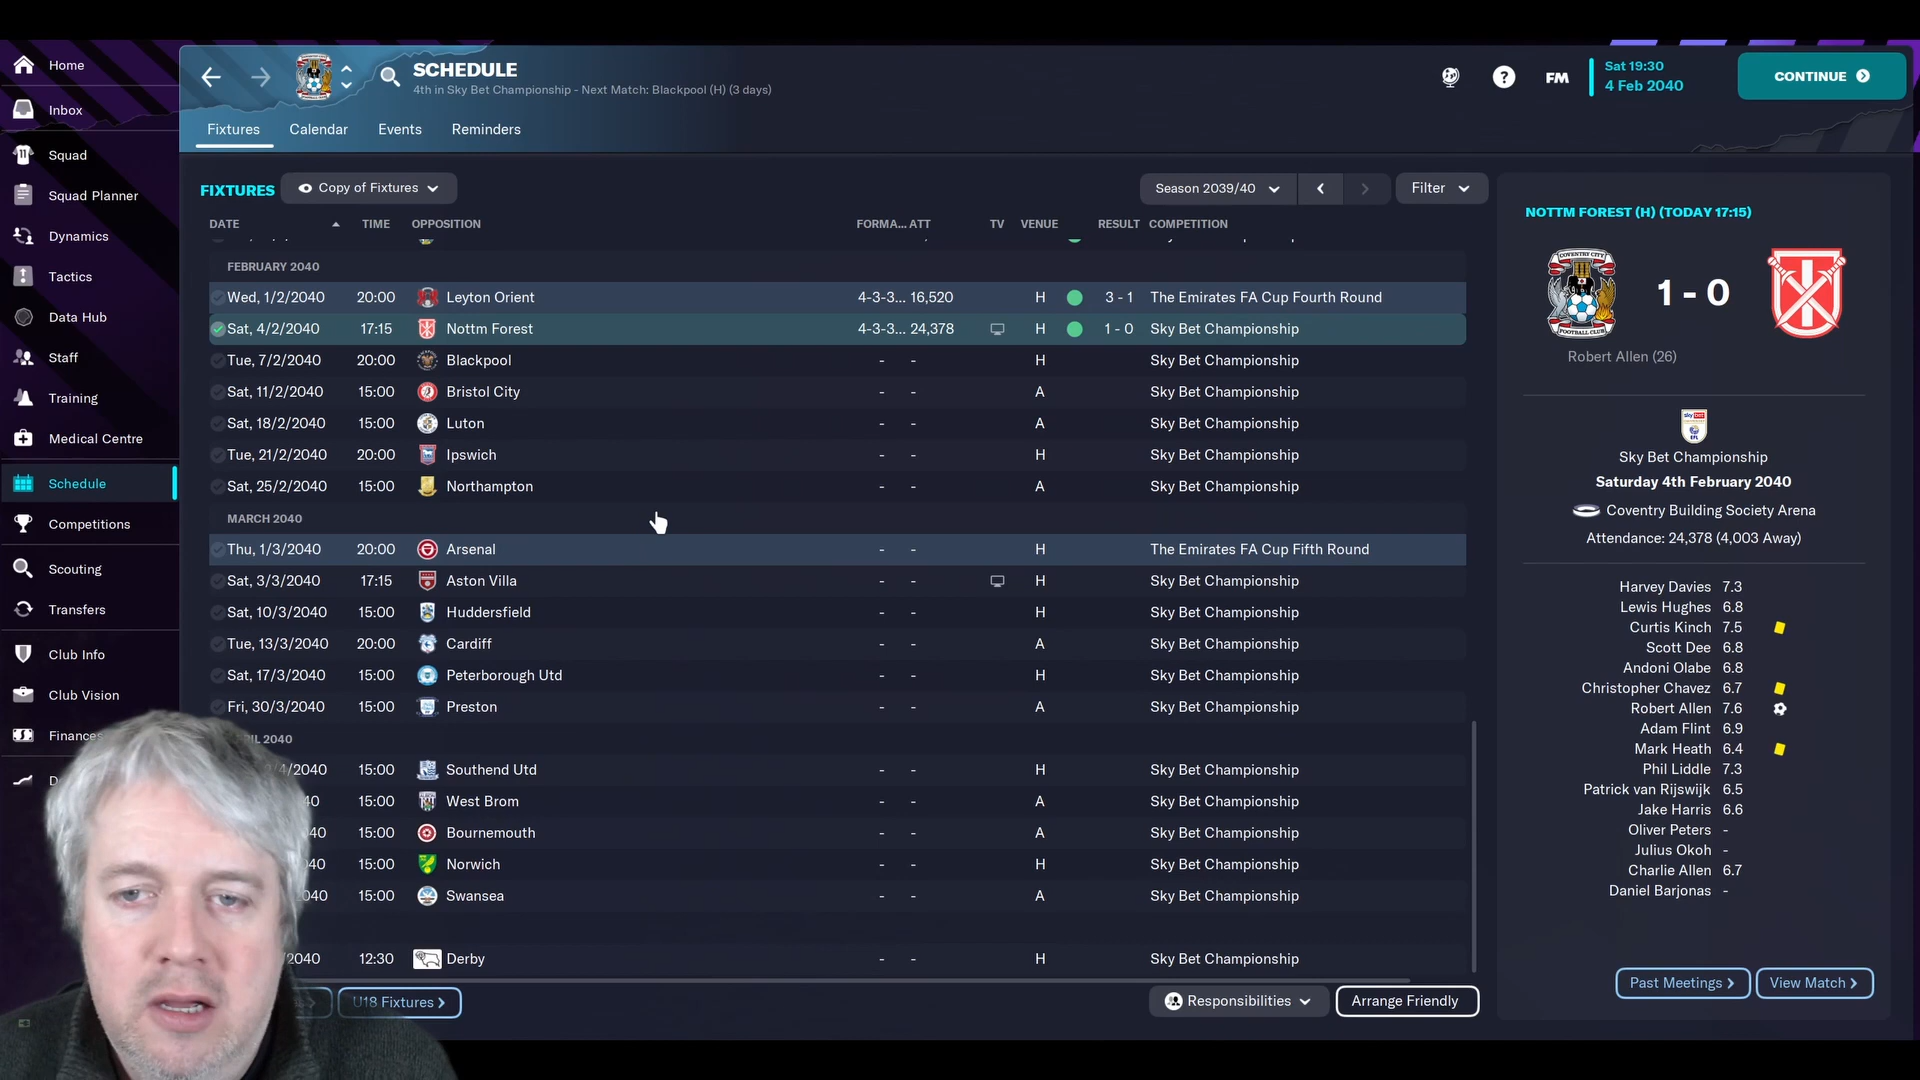 Home
Inbox
Squad
Squad Planner
Dynamics
Tactics
Data Hub
Staff
Training
Medical Centre
Schedule
Competitions
Scouting
Transfers
Club Info
Club Vision
Finances
SCHEDULE
4th in Sky Bet Championship - Next Match: Blackpool (H) (3 days)
FM
Sat 19:30
4 Feb 2040
CONTINUE
Fixtures Calendar Events Reminders
FIXTURES Copy of Fixtures Season 2039/40 Filter
DATE TIME OPPOSITION FORMA... ATT TV VENUE RESULT COMPETITION
FEBRUARY 2040
Wed, 1/2/2040 20:00 Leyton Orient 4-3-3... 16,520 H 3 - 1 The Emirates FA Cup Fourth Round
Sat, 4/2/2040 17:15 Nottm Forest 4-3-3... 24,378 H 1 - 0 Sky Bet Championship
Tue, 7/2/2040 20:00 Blackpool - - H Sky Bet Championship
Sat, 11/2/2040 15:00 Bristol City - - A Sky Bet Championship
Sat, 18/2/2040 15:00 Luton - - A Sky Bet Championship
Tue, 21/2/2040 20:00 Ipswich - - H Sky Bet Championship
Sat, 25/2/2040 15:00 Northampton - - A Sky Bet Championship
MARCH 2040
Thu, 1/3/2040 20:00 Arsenal - - H The Emirates FA Cup Fifth Round
Sat, 3/3/2040 17:15 Aston Villa - - H Sky Bet Championship
Sat, 10/3/2040 15:00 Huddersfield - - H Sky Bet Championship
Tue, 13/3/2040 20:00 Cardiff - - A Sky Bet Championship
Sat, 17/3/2040 15:00 Peterborough Utd - - H Sky Bet Championship
Fri, 30/3/2040 15:00 Preston - - A Sky Bet Championship
2040
15:00 Southend Utd - - H Sky Bet Championship
15:00 West Brom - - A Sky Bet Championship
15:00 Bournemouth - - A Sky Bet Championship
15:00 Norwich - - H Sky Bet Championship
15:00 Swansea - - A Sky Bet Championship
12:30 Derby - - H Sky Bet Championship
U18 Fixtures Responsibilities Arrange Friendly
NOTTM FOREST (H) (TODAY 17:15)
COVENTRY CITY
FOOTBALL CLUB
1 - 0
Robert Allen (26)
sky bet
EFL
Sky Bet Championship
Saturday 4th February 2040
Coventry Building Society Arena
Attendance: 24,378 (4,003 Away)
Harvey Davies 7.3
Lewis Hughes 6.8
Curtis Kinch 7.5
Scott Dee 6.8
Andoni Olabe 6.8
Christopher Chavez 6.7
Robert Allen 7.6
Adam Flint 6.9
Mark Heath 6.4
Phil Liddle 7.3
Patrick van Rijswijk 6.5
Jake Harris 6.6
Oliver Peters -
Julius Okoh -
Charlie Allen 6.7
Daniel Barjonas -
Past Meetings View Match